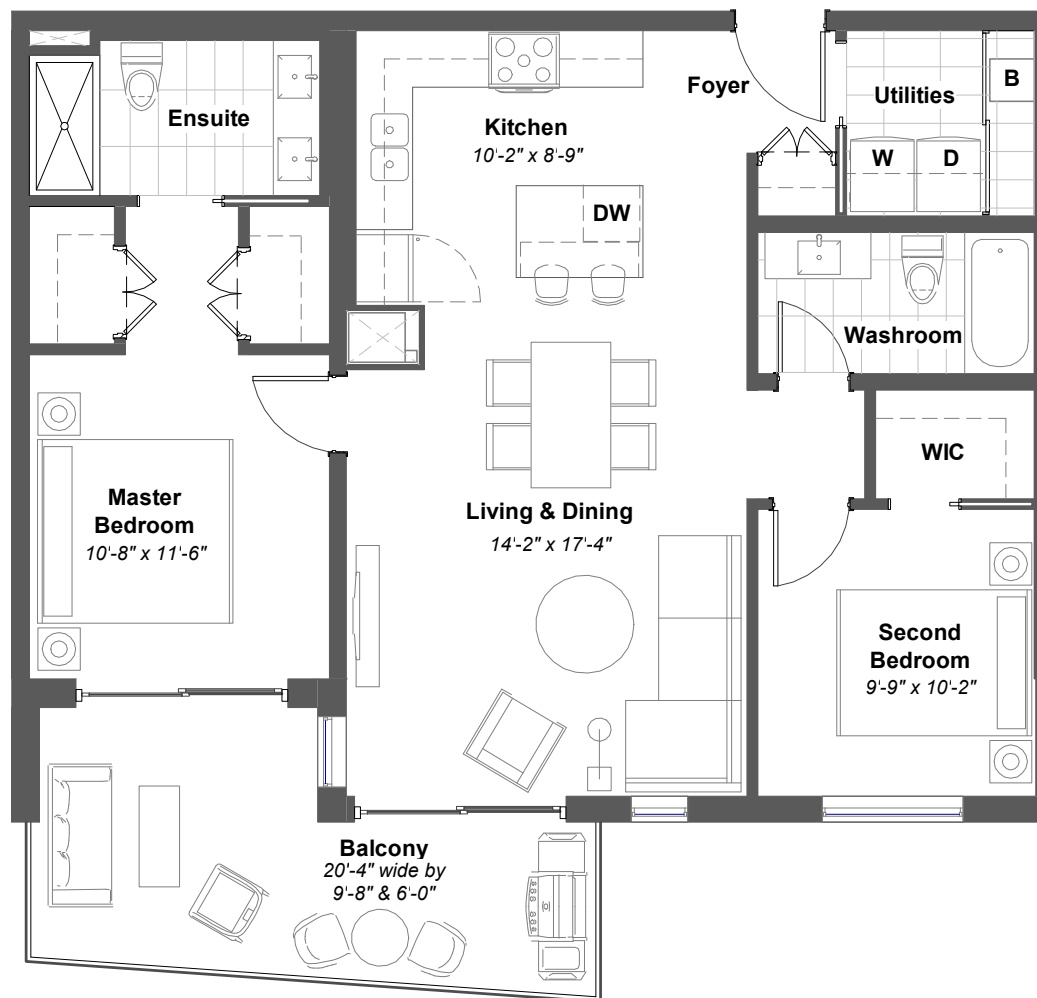 Ensuite
Kitchen
10'-2" x 8'-9"
Foyer
Utilities
B
W
D
DW
Washroom
WIC
Master
Bedroom
10'-8" x 11'-6"
Living & Dining
14'-2" x 17'-4"
Second
Bedroom
9'-9" x 10'-2"
Balcony
20'-4" wide by
9'-8" & 6'-0"